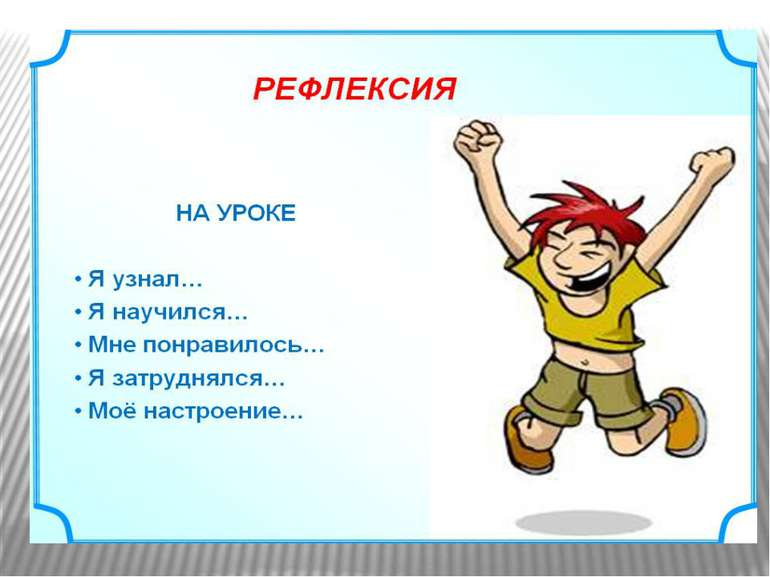 РЕФЛЕКСИЯ
НА УРОКЕ
• Я узнал…
• Я научился…
• Мне понравилось…
• Я затруднялся…
• Моё настроение…